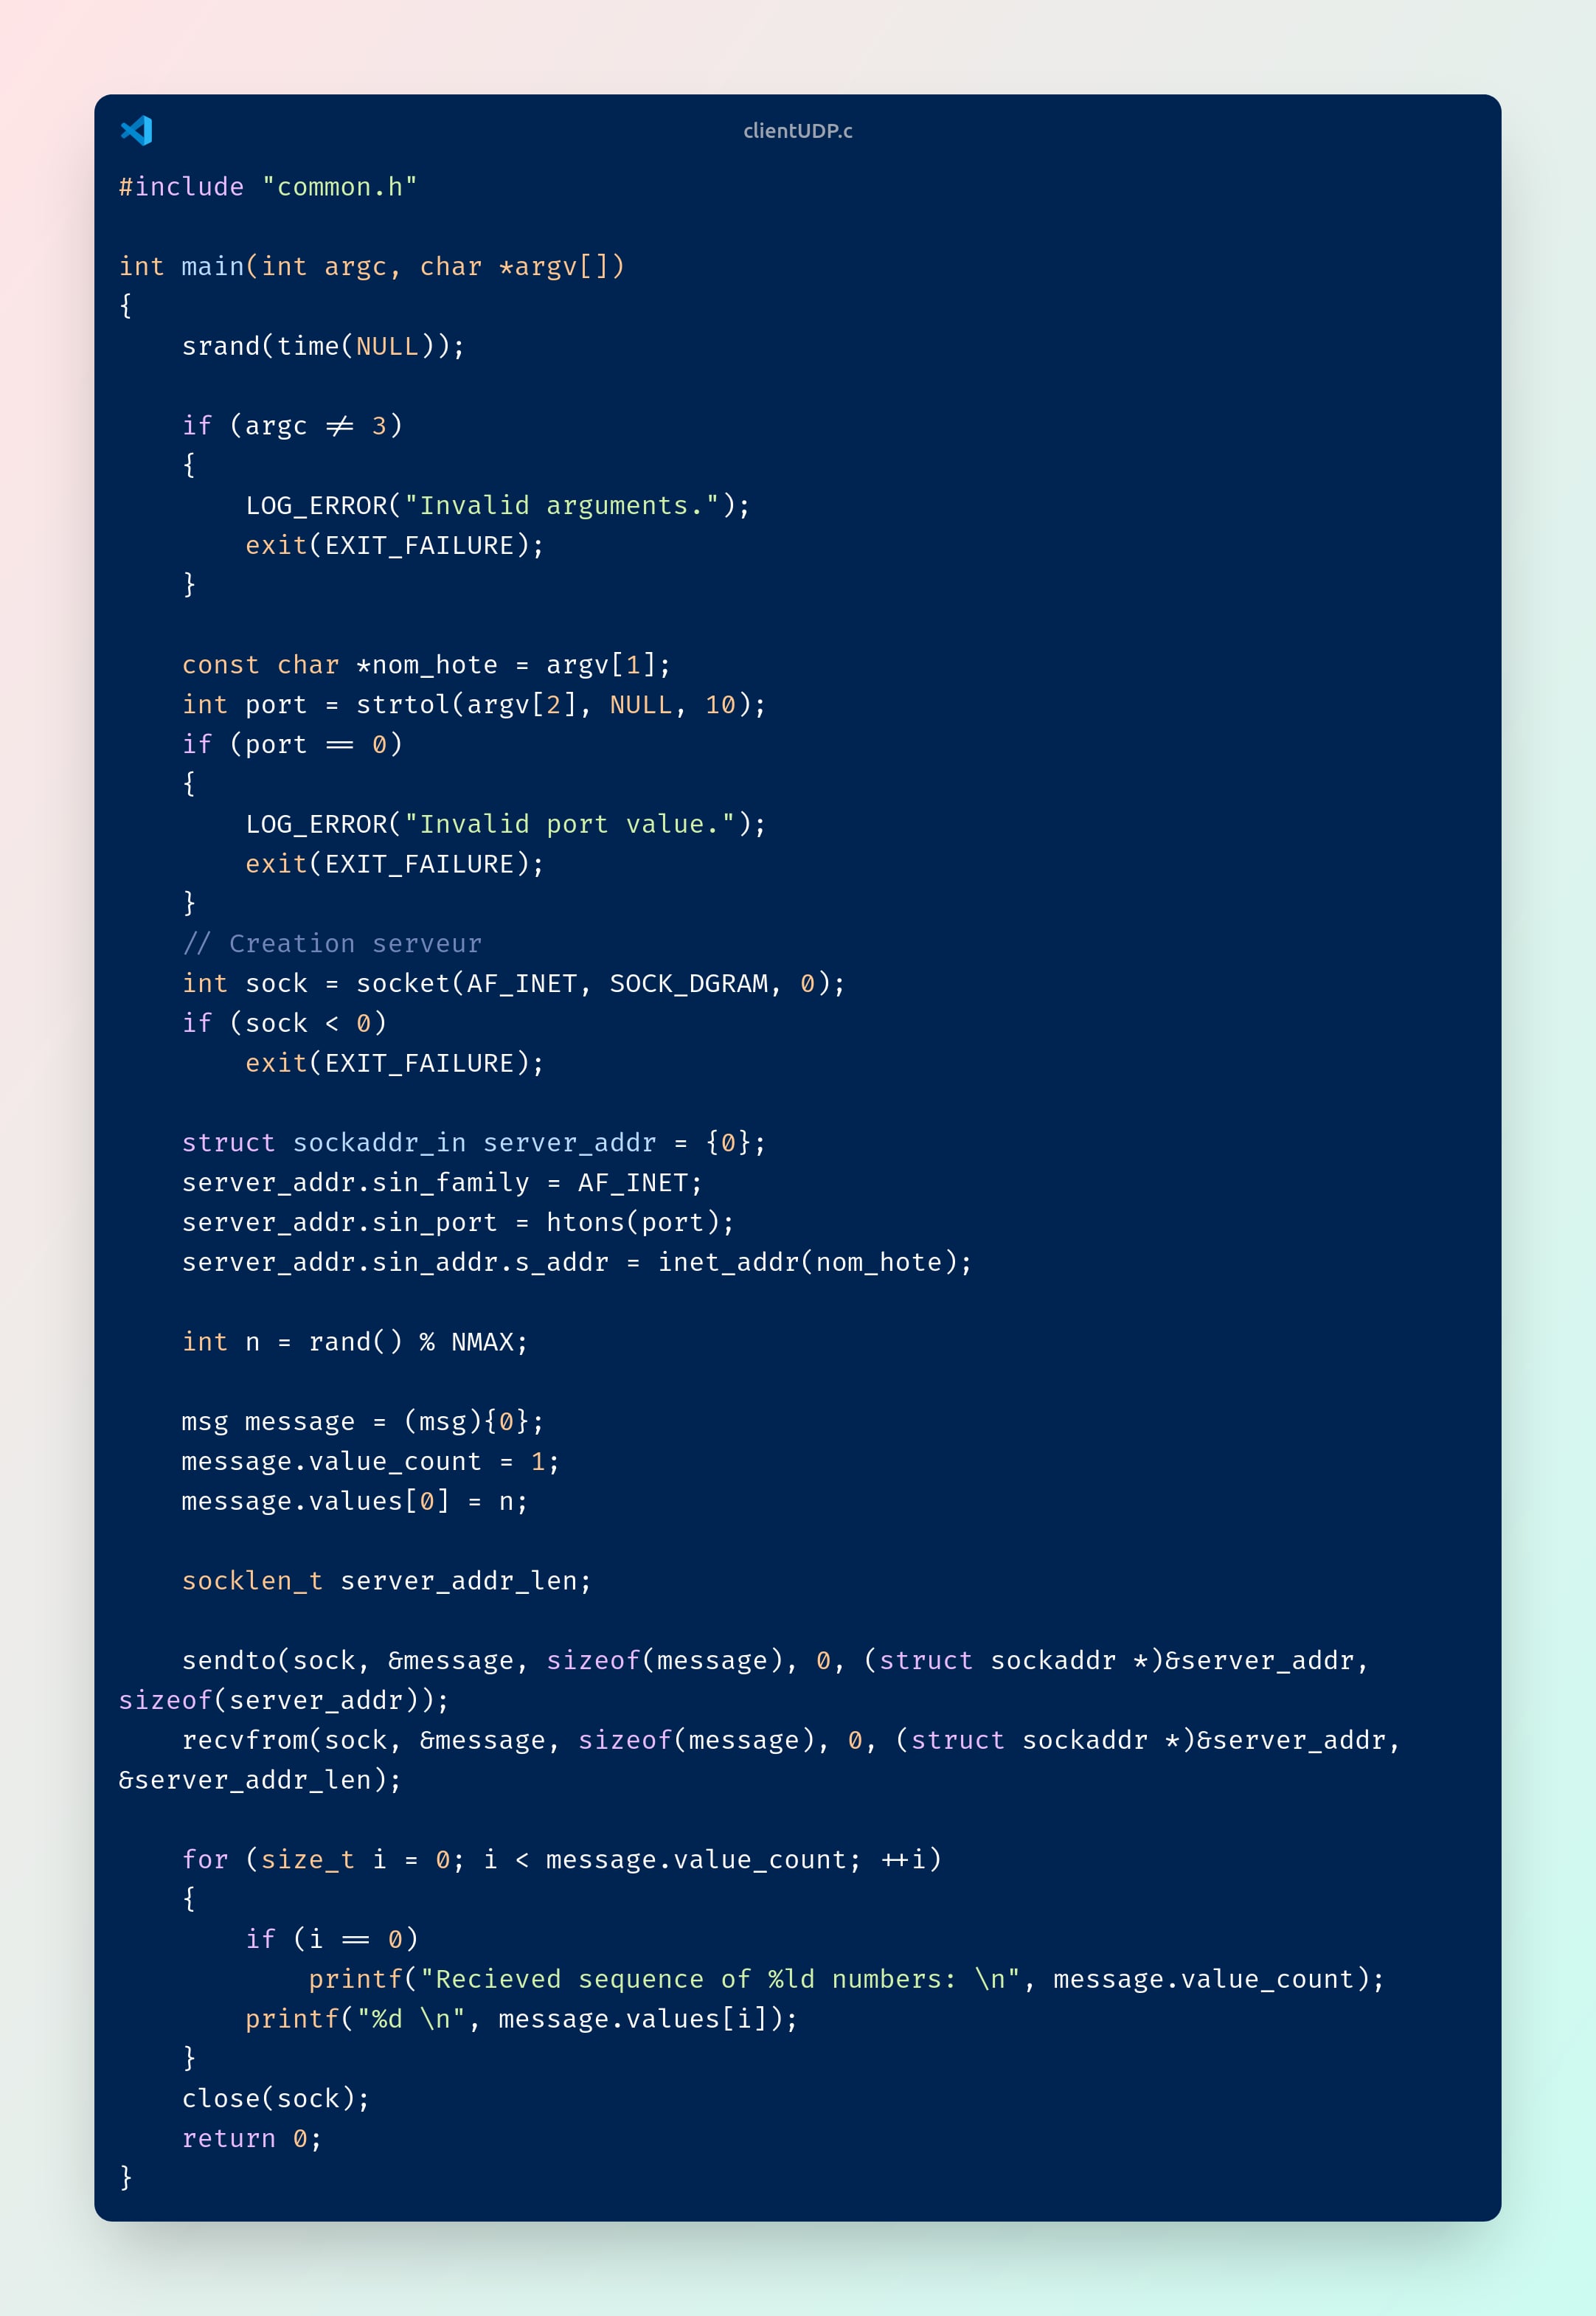 clientUDP.c
#include "common.h"

int main(int argc, char *argv[])
{
    srand(time(NULL));

    if (argc != 3)
    {
        LOG_ERROR("Invalid arguments.");
        exit(EXIT_FAILURE);
    }

    const char *nom_hote = argv[1];
    int port = strtol(argv[2], NULL, 10);
    if (port == 0)
    {
        LOG_ERROR("Invalid port value.");
        exit(EXIT_FAILURE);
    }
    // Creation serveur
    int sock = socket(AF_INET, SOCK_DGRAM, 0);
    if (sock < 0)
        exit(EXIT_FAILURE);

    struct sockaddr_in server_addr = {0};
    server_addr.sin_family = AF_INET;
    server_addr.sin_port = htons(port);
    server_addr.sin_addr.s_addr = inet_addr(nom_hote);

    int n = rand() % NMAX;

    msg message = (msg){0};
    message.value_count = 1;
    message.values[0] = n;

    socklen_t server_addr_len;

    sendto(sock, &message, sizeof(message), 0, (struct sockaddr *)&server_addr,
sizeof(server_addr));
    recvfrom(sock, &message, sizeof(message), 0, (struct sockaddr *)&server_addr,
&server_addr_len);

    for (size_t i = 0; i < message.value_count; ++i)
    {
        if (i == 0)
            printf("Recieved sequence of %ld numbers: \n", message.value_count);
        printf("%d \n", message.values[i]);
    }
    close(sock);
    return 0;
}